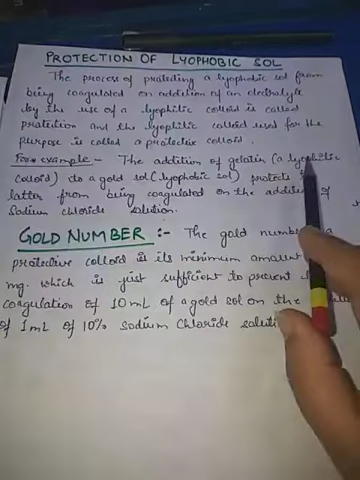 PROTECTION OF LYOPHOBIC SOL
The process of protecting a lyophobic sol from
being coagulated on addition of an electrolyte
by the use of a lyophilic colloid is called
protection and the lyophilic colloid used for the
purpose is called a protective colloid.
For example:- The addition of gelatin (a lyophilic
colloid) to a gold sol (lyophobic sol) protects
latter from being coagulated on the addition of
Sodium chloride solution.
GOLD NUMBER :- The gold number
protective colloid is its minimum amount
mg. which is just sufficient to prevent
coagulation of 10 mL of a gold sol on the
of 1 mL of 10% sodium chloride